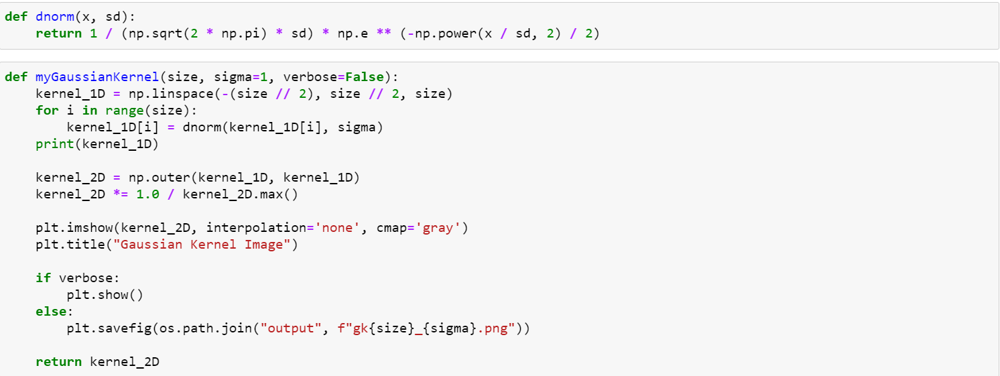 def dnorm(x, sd):
    return 1 / (np.sqrt(2 * np.pi) * sd) * np.e ** (-np.power(x / sd, 2) / 2)
def myGaussianKernel(size, sigma=1, verbose=False):
    kernel_1D = np.linspace(-(size // 2), size // 2, size)
    for i in range(size):
        kernel_1D[i] = dnorm(kernel_1D[i], sigma)
    print(kernel_1D)
    kernel_2D = np.outer(kernel_1D, kernel_1D)
    kernel_2D *= 1.0 / kernel_2D.max()
    plt.imshow(kernel_2D, interpolation='none', cmap='gray')
    plt.title("Gaussian Kernel Image")
    if verbose:
        plt.show()
    else:
        plt.savefig(os.path.join("output", f"gk{size}_{sigma}.png"))
    return kernel_2D